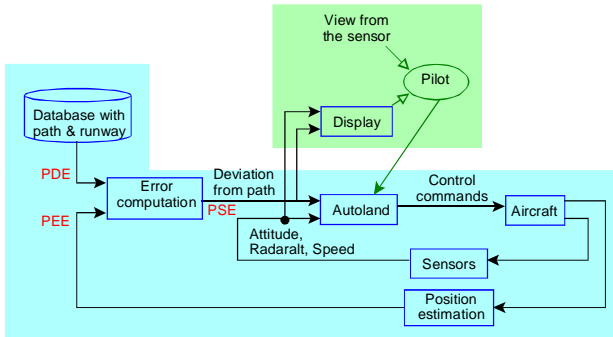 View from
the sensor
Pilot
Database with
path & runway
Display
PDE
Error
computation
Deviation
from path
PSE
Autoland
Control
commands
Aircraft
PEE
Attitude,
Radaralt, Speed
Sensors
Position
estimation